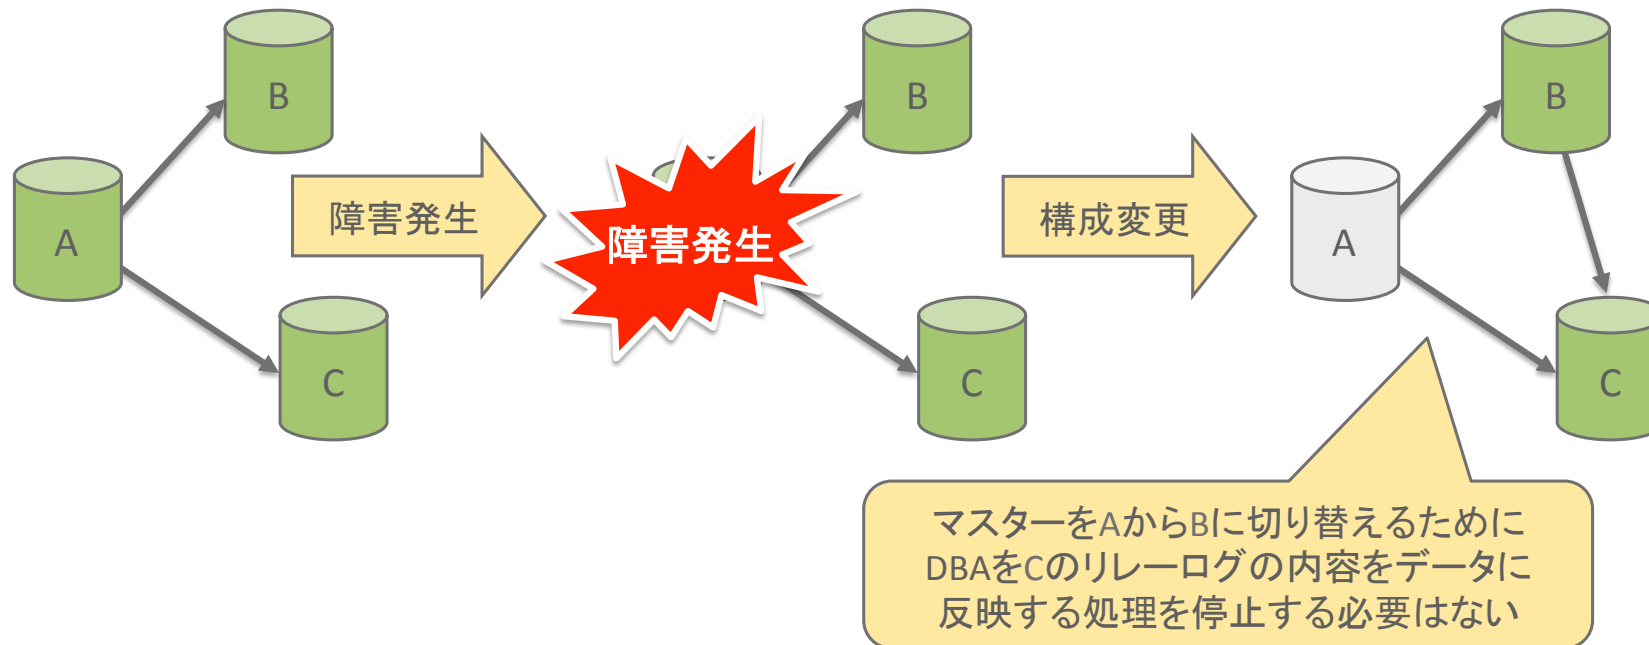 B
A
C
障害発生
B
障害発生
C
構成変更
B
A
C
マスターをAからBに切り替えるために
DBAをCのリレーログの内容をデータに
反映する処理を停止する必要はない